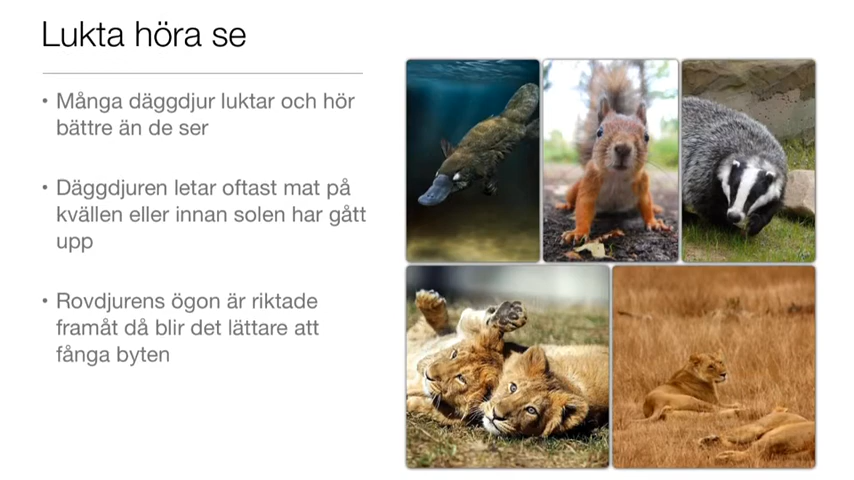 Lukta höra se
• Många däggdjur luktar och hör
bättre än de ser
• Däggdjuren letar oftast mat på
kvällen eller innan solen har gått
upp
• Rovdjurens ögon är riktade
framåt då blir det lättare att
fånga byten